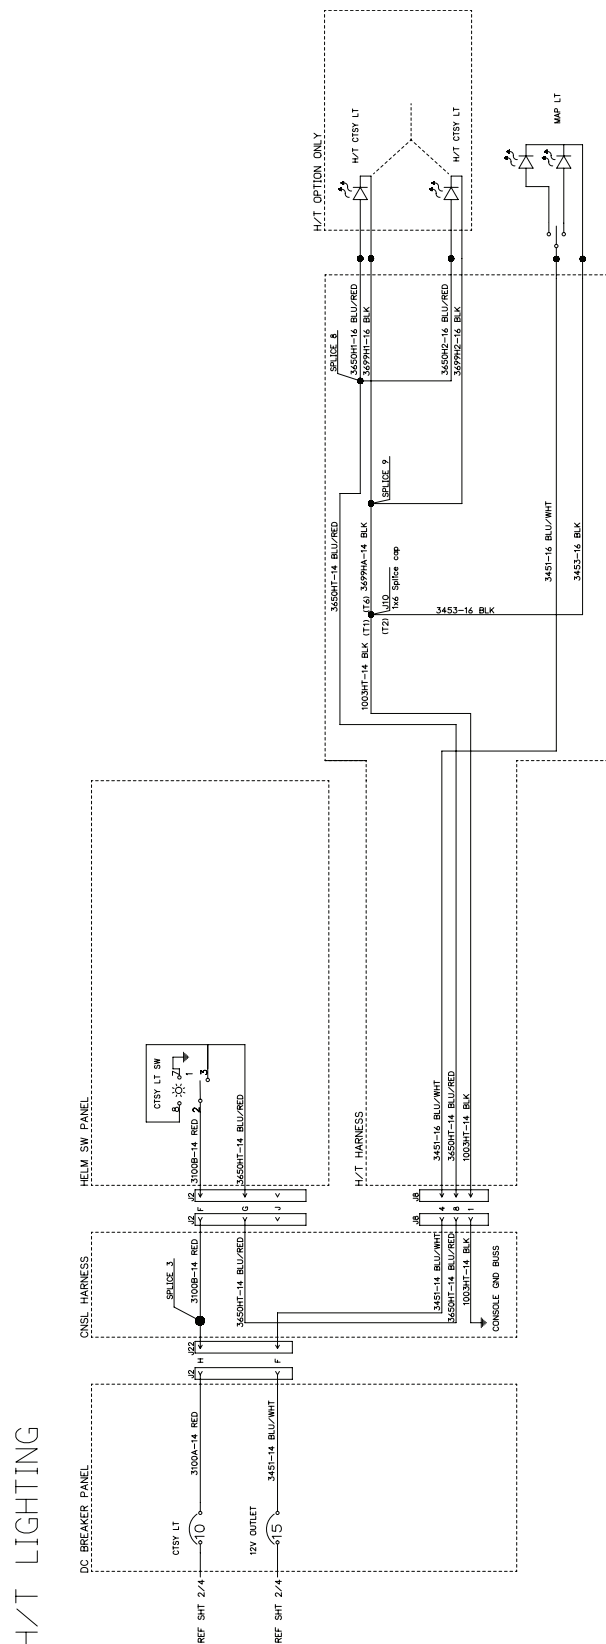 H/T LIGHTING
DC BREAKER PANEL
REF SHT 2/4
CTSY LT
10
3100A-14 RED
REF SHT 2/4
12V OUTLET
15
3451-14 BLU/WHT
J2
J22
H
F
CNSL HARNESS
SPLICE 3
3100B-14 RED
3650HT-14 BLU/RED
3451-14 BLU/WHT
3650HT-14 BLU/RED
1003HT-14 BLK
CONSOLE GND BUSS
J2
J2
F
G
J
J8
J8
4
8
1
HELM SW PANEL
3100B-14 RED
3650HT-14 BLU/RED
CTSY LT SW
8
7
2
1
3
H/T HARNESS
3451-16 BLU/WHT
3650HT-14 BLU/RED
1003HT-14 BLK
1003HT-14 BLK (T1)
(T6) 3699HA-14 BLK
(T2)
J10
1x6 Splice cap
3453-16 BLK
3650HT-14 BLU/RED
SPLICE 9
SPLICE 8
3650H1-16 BLU/RED
3699H1-16 BLK
3650H2-16 BLU/RED
3699H2-16 BLK
3451-16 BLU/WHT
3453-16 BLK
H/T OPTION ONLY
H/T CTSY LT
H/T CTSY LT
MAP LT